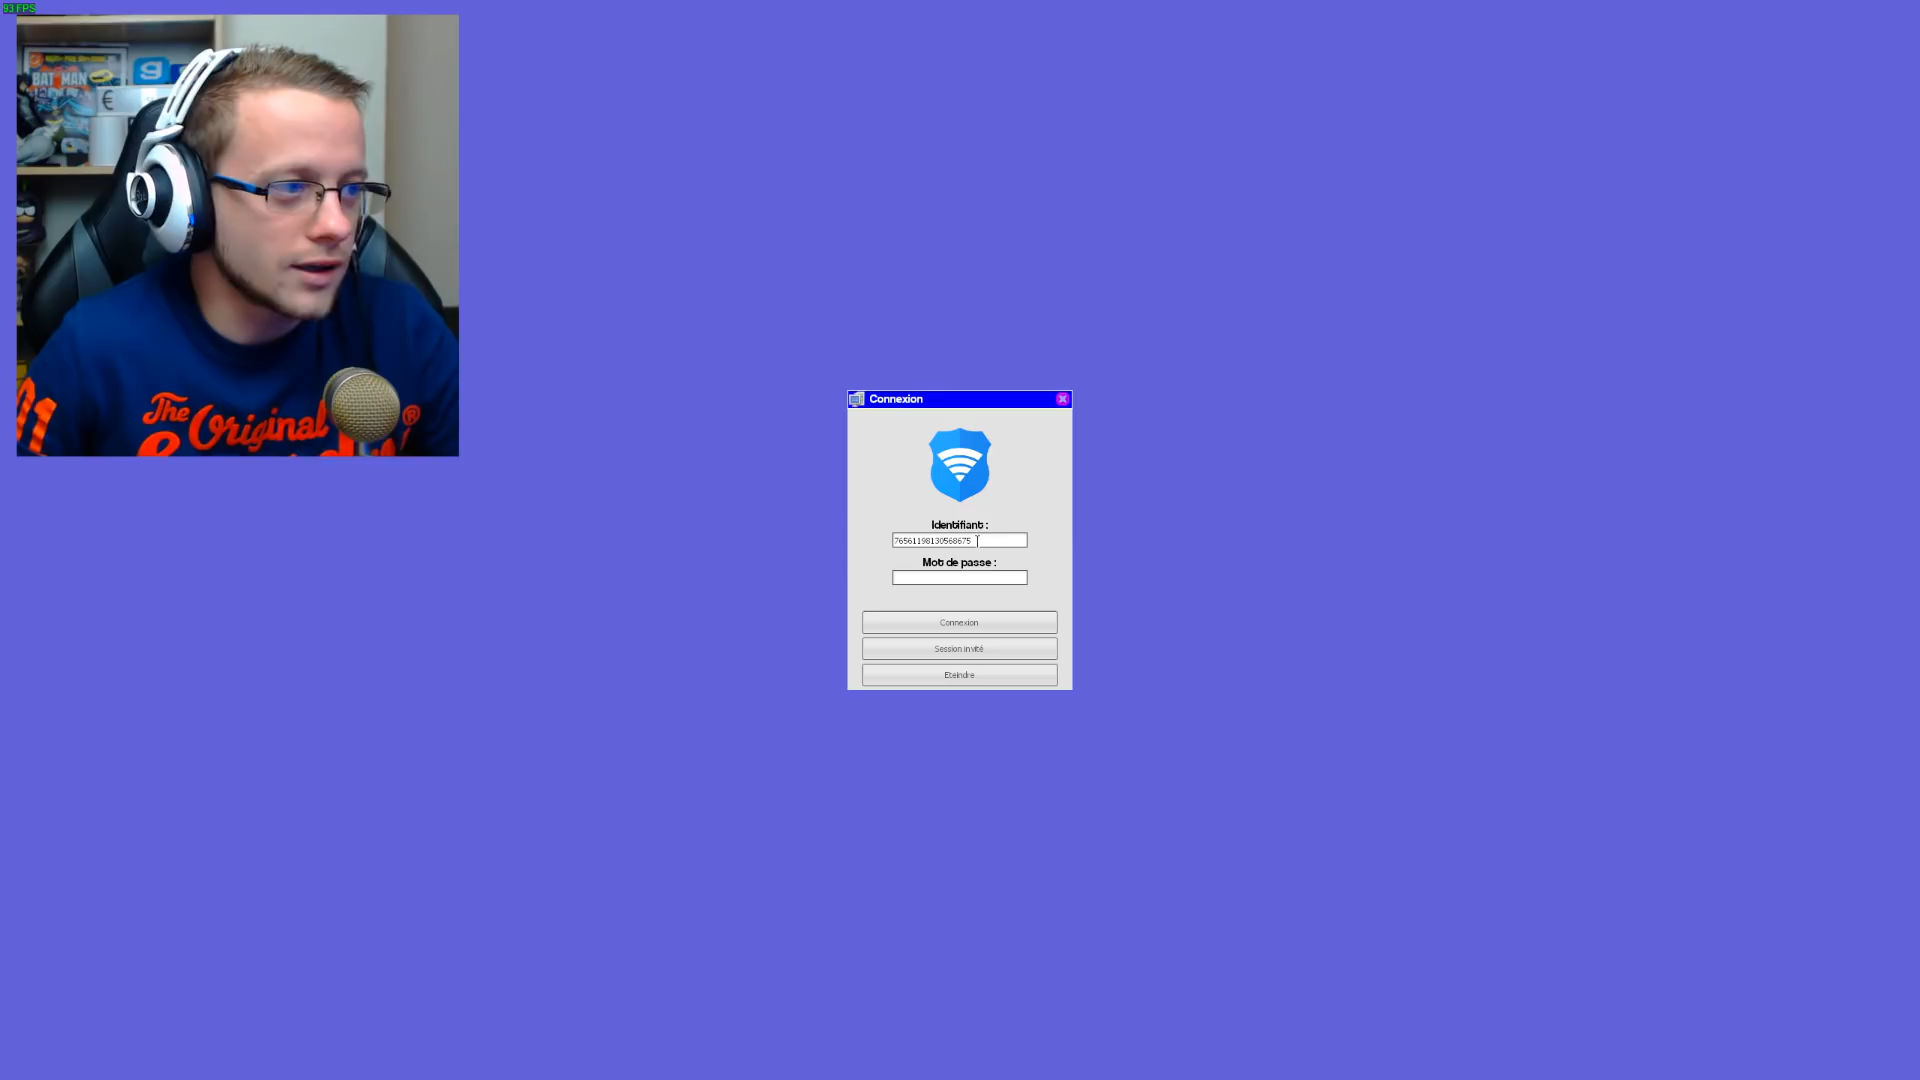 93 FPS
BATMAN
g
€
The
Original
®
Connexion
Identifiant :
76561198130568675
Mot de passe :
Connexion
Session invité
Eteindre